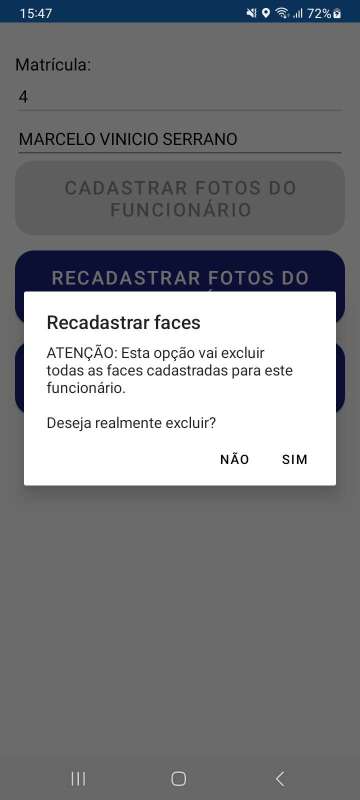 15:47
72%
Matrícula:
4
MARCELO VINICIO SERRANO
CADASTRAR FOTOS DO
FUNCIONÁRIO
RECADASTRAR FOTOS DO
Recadastrar faces
ATENÇÃO: Esta opção vai excluir
todas as faces cadastradas para este
funcionário.
Deseja realmente excluir?
NÃO
SIM